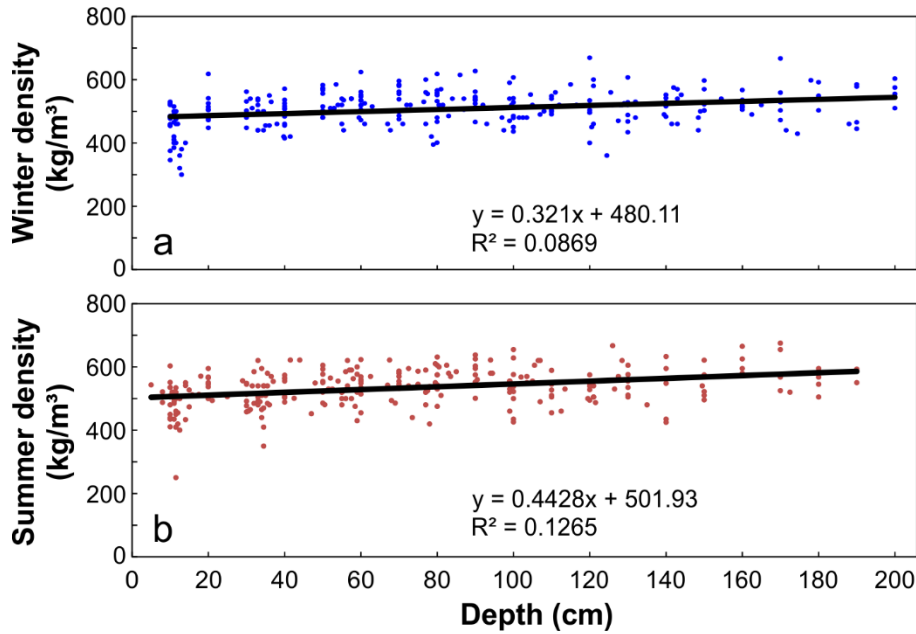 800
600
400
200
0
Winter density
(kg/m³)
a
y = 0.321x + 480.11
R² = 0.0869
800
600
400
200
0
Summer density
(kg/m³)
b
y = 0.4428x + 501.93
R² = 0.1265
0 20 40 60 80 100 120 140 160 180 200
Depth (cm)